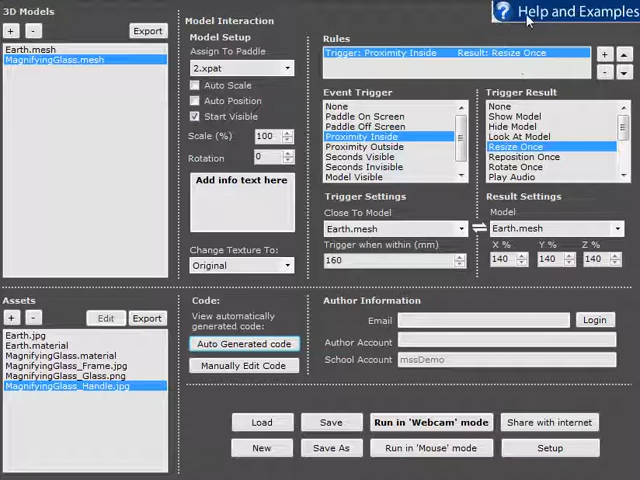 3D Models
+
-
Export
Earth.mesh
MagnifyingGlass.mesh
Model Interaction
Model Setup
Assign To Paddle
2.xpat
Auto Scale
Auto Position
Start Visible
Scale (%)
100
Rotation
0
Add info text here
Change Texture To:
Original
? Help and Examples
Rules
Trigger: Proximity Inside Result: Resize Once
+
-
Event Trigger
None
Paddle On Screen
Paddle Off Screen
Proximity Inside
Proximity Outside
Seconds Visible
Seconds Invisible
Model Visible
Trigger Result
None
Show Model
Hide Model
Look At Model
Resize Once
Reposition Once
Rotate Once
Play Audio
Trigger Settings
Close To Model
Earth.mesh
Trigger when within (mm)
160
Result Settings
Model
Earth.mesh
X %
Y %
Z %
140
140
140
Assets
+
-
Edit
Export
Earth.jpg
Earth.material
MagnifyingGlass.material
MagnifyingGlass_Frame.jpg
MagnifyingGlass_Glass.png
MagnifyingGlass_Handle.jpg
Code:
View automatically
generated code:
Auto Generated code
Manually Edit Code
Author Information
Email
Login
Author Account
School Account
mssDemo
Load
Save
Run in 'Webcam' mode
Share with internet
New
Save As
Run in 'Mouse' mode
Setup